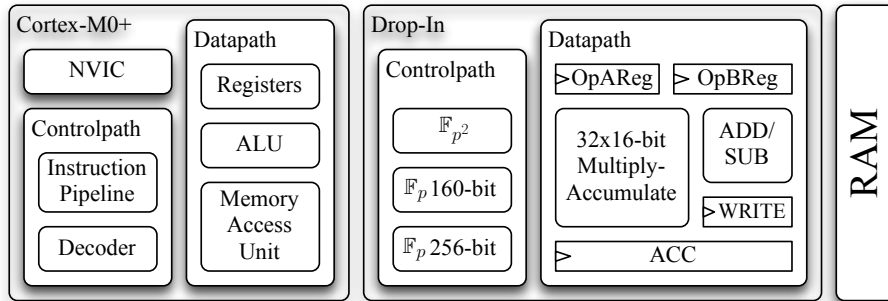 Cortex-M0+
NVIC
Controlpath
Instruction
Pipeline
Decoder
Datapath
Registers
ALU
Memory
Access
Unit
Drop-In
Controlpath
𝔽p²
𝔽p 160-bit
𝔽p 256-bit
Datapath
OpAReg
OpBReg
32x16-bit
Multiply-
Accumulate
ADD/
SUB
WRITE
ACC
RAM